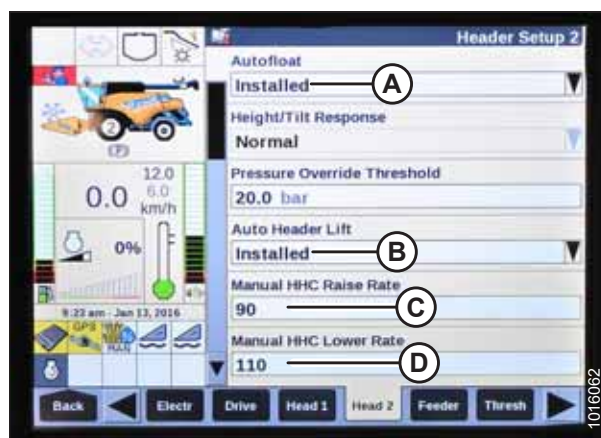 Header Setup 2
Autofloat
Installed
A
Height/Tilt Response
Normal
Pressure Override Threshold
20.0 bar
Auto Header Lift
Installed
B
Manual HHC Raise Rate
90
C
Manual HHC Lower Rate
110
D
2
(P)
12.0
6.0
0.0
km/h
0%
9:23 am Jan 13, 2016
GPS
Back
Electr
Drive
Head 1
Head 2
Feeder
Thresh
1016062